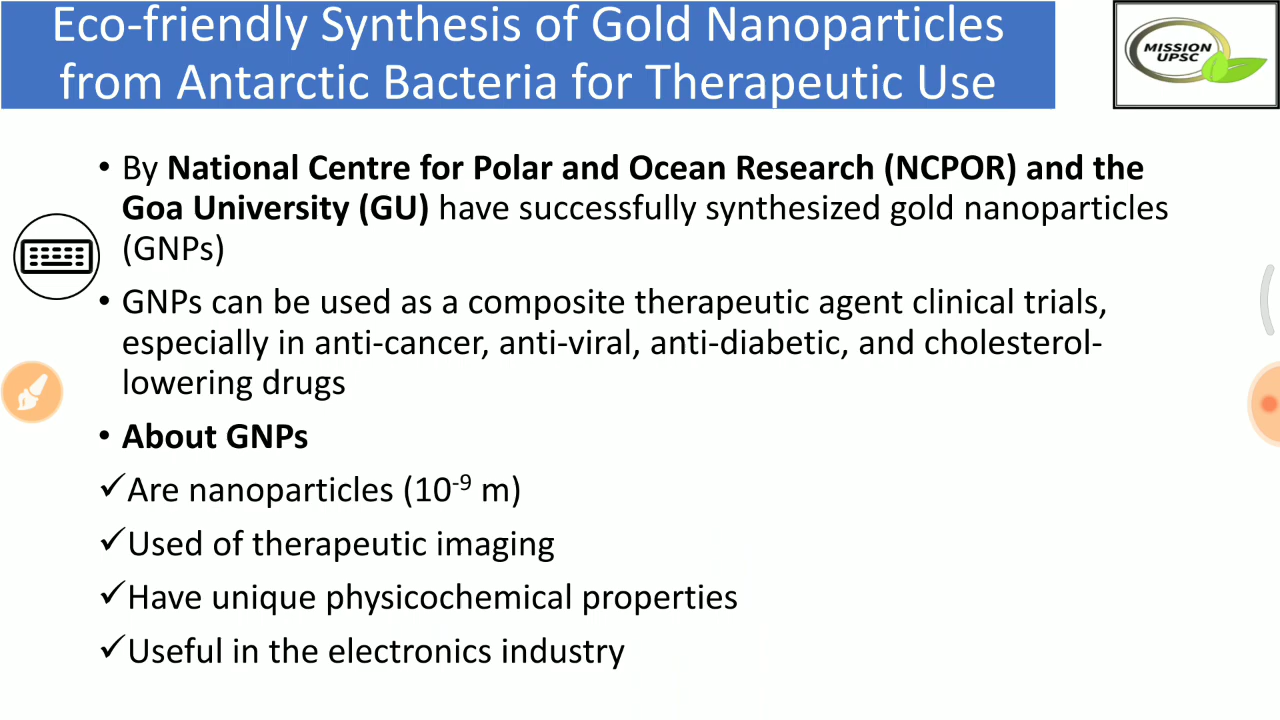 Eco-friendly Synthesis of Gold Nanoparticles
from Antarctic Bacteria for Therapeutic Use
MISSION
UPSC
• By National Centre for Polar and Ocean Research (NCPOR) and the
Goa University (GU) have successfully synthesized gold nanoparticles
(GNPs)
• GNPs can be used as a composite therapeutic agent clinical trials,
especially in anti-cancer, anti-viral, anti-diabetic, and cholesterol-
lowering drugs
• About GNPs
✓Are nanoparticles (10⁻⁹ m)
✓Used of therapeutic imaging
✓Have unique physicochemical properties
✓Useful in the electronics industry